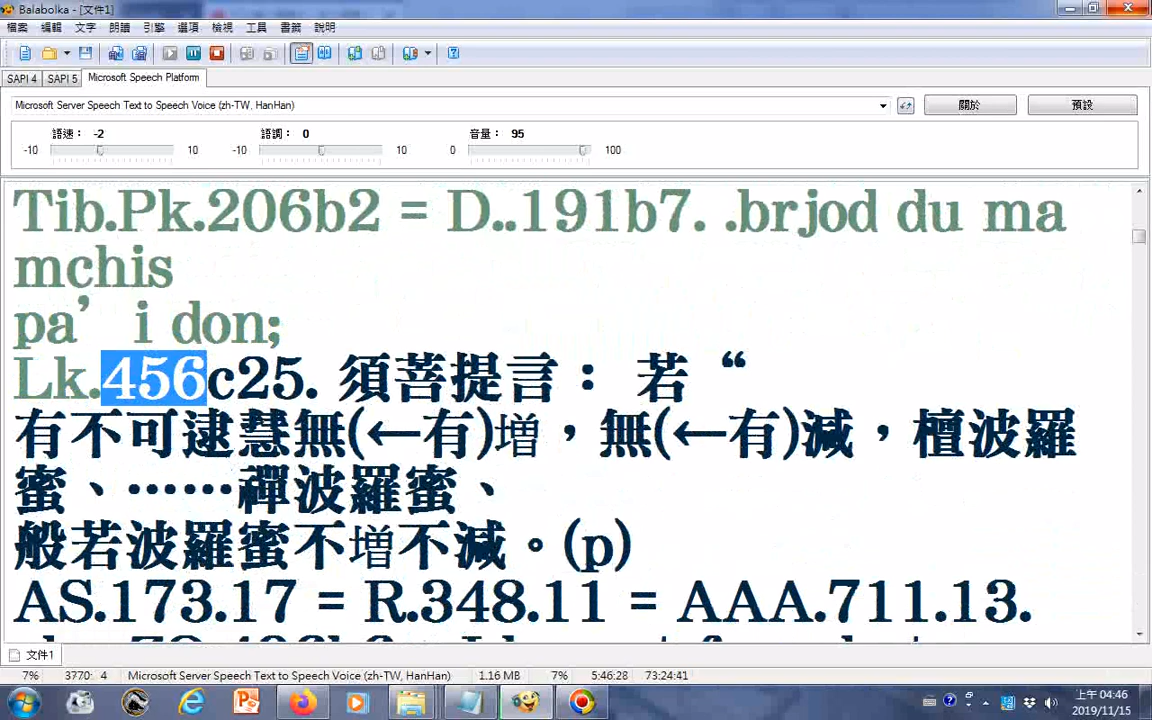 Balabolka - [文件1]
檔案 編輯 文字 朗讀 引擎 選項 檢視 工具 書籤 說明
SAPI 4 SAPI 5 Microsoft Speech Platform
Microsoft Server Speech Text to Speech Voice (zh-TW, HanHan) 關於 預設
語速： -2 語調： 0 音量： 95
-10 10 -10 10 0 100
Tib.Pk.206b2 = D..191b7. .brjod du ma
mchis
pa’ i don;
Lk.456c25. 須菩提言： 若“
有不可逮慧無(←有)增，無(←有)減，檀波羅
蜜、……禪波羅蜜、
般若波羅蜜不增不減。(p)
AS.173.17 = R.348.11 = AAA.711.13.
文件1
7% 3770: 4 Microsoft Server Speech Text to Speech Voice (zh-TW, HanHan) 1.16 MB 7% 5:46:28 73:24:41
上午 04:46
2019/11/15